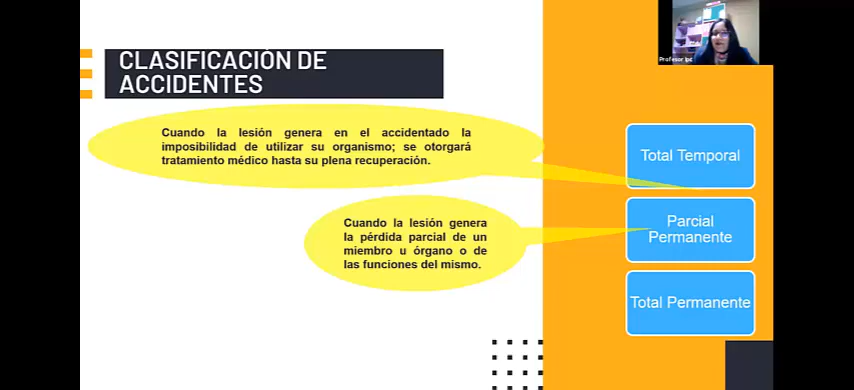 CLASIFICACIÓN DE
ACCIDENTES
Cuando la lesión genera en el accidentado la
imposibilidad de utilizar su organismo; se otorgará
tratamiento médico hasta su plena recuperación.
Cuando la lesión genera
la pérdida parcial de un
miembro u órgano o de
las funciones del mismo.
Total Temporal
Parcial
Permanente
Total Permanente
Profesor ipc